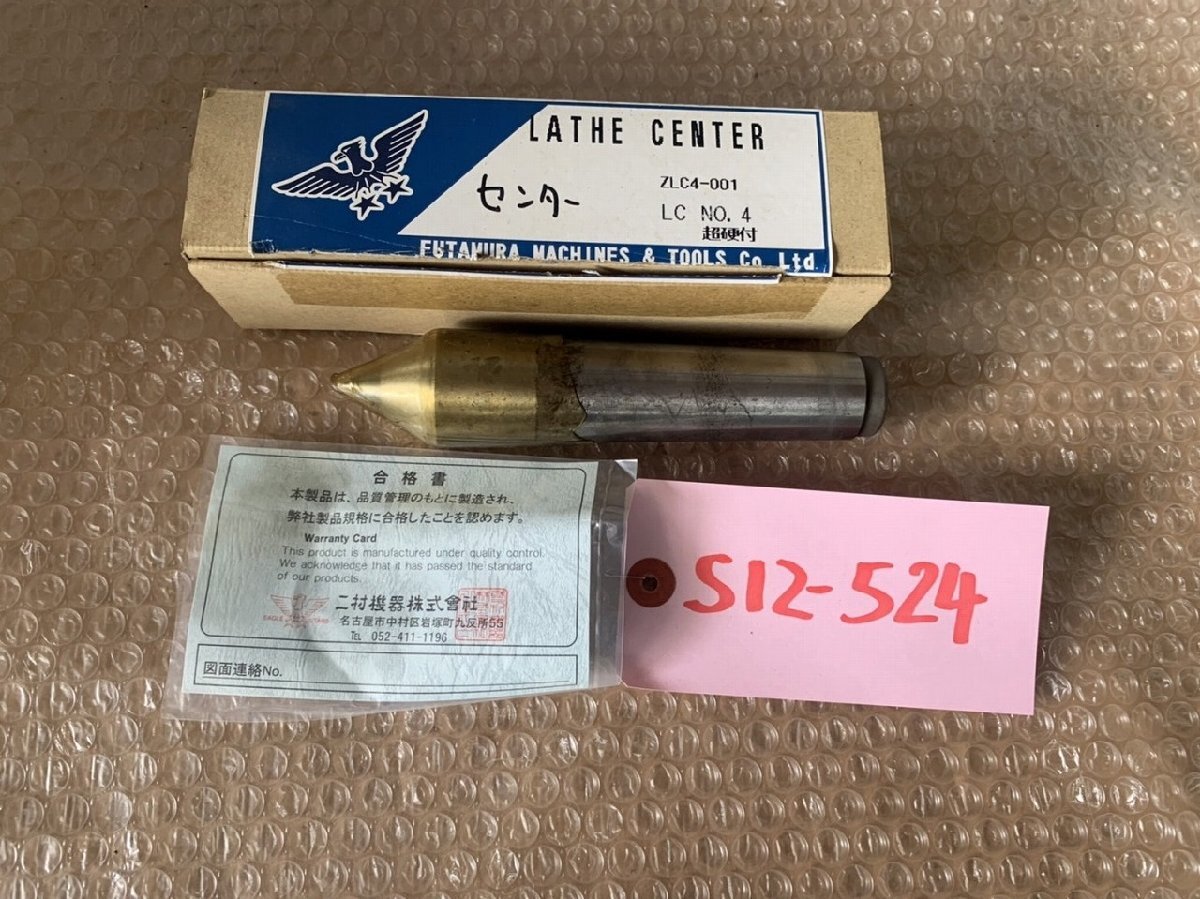 LATHE CENTER
センター
ZLC4-001
LC NO. 4
超硬付
FUTAMURA MACHINES & TOOLS Co. Ltd.
合格書
本製品は、品質管理のもとに製造され、
弊社製品規格に合格したことを認めます。
Warranty Card
This product is manufactured under quality control.
We acknowledge that it has passed the standard
of our products.
EAGLE
二村機器株式會社
名古屋市中村区岩塚町九反所55
TEL 052-411-1196
図面連絡No.
S12-524